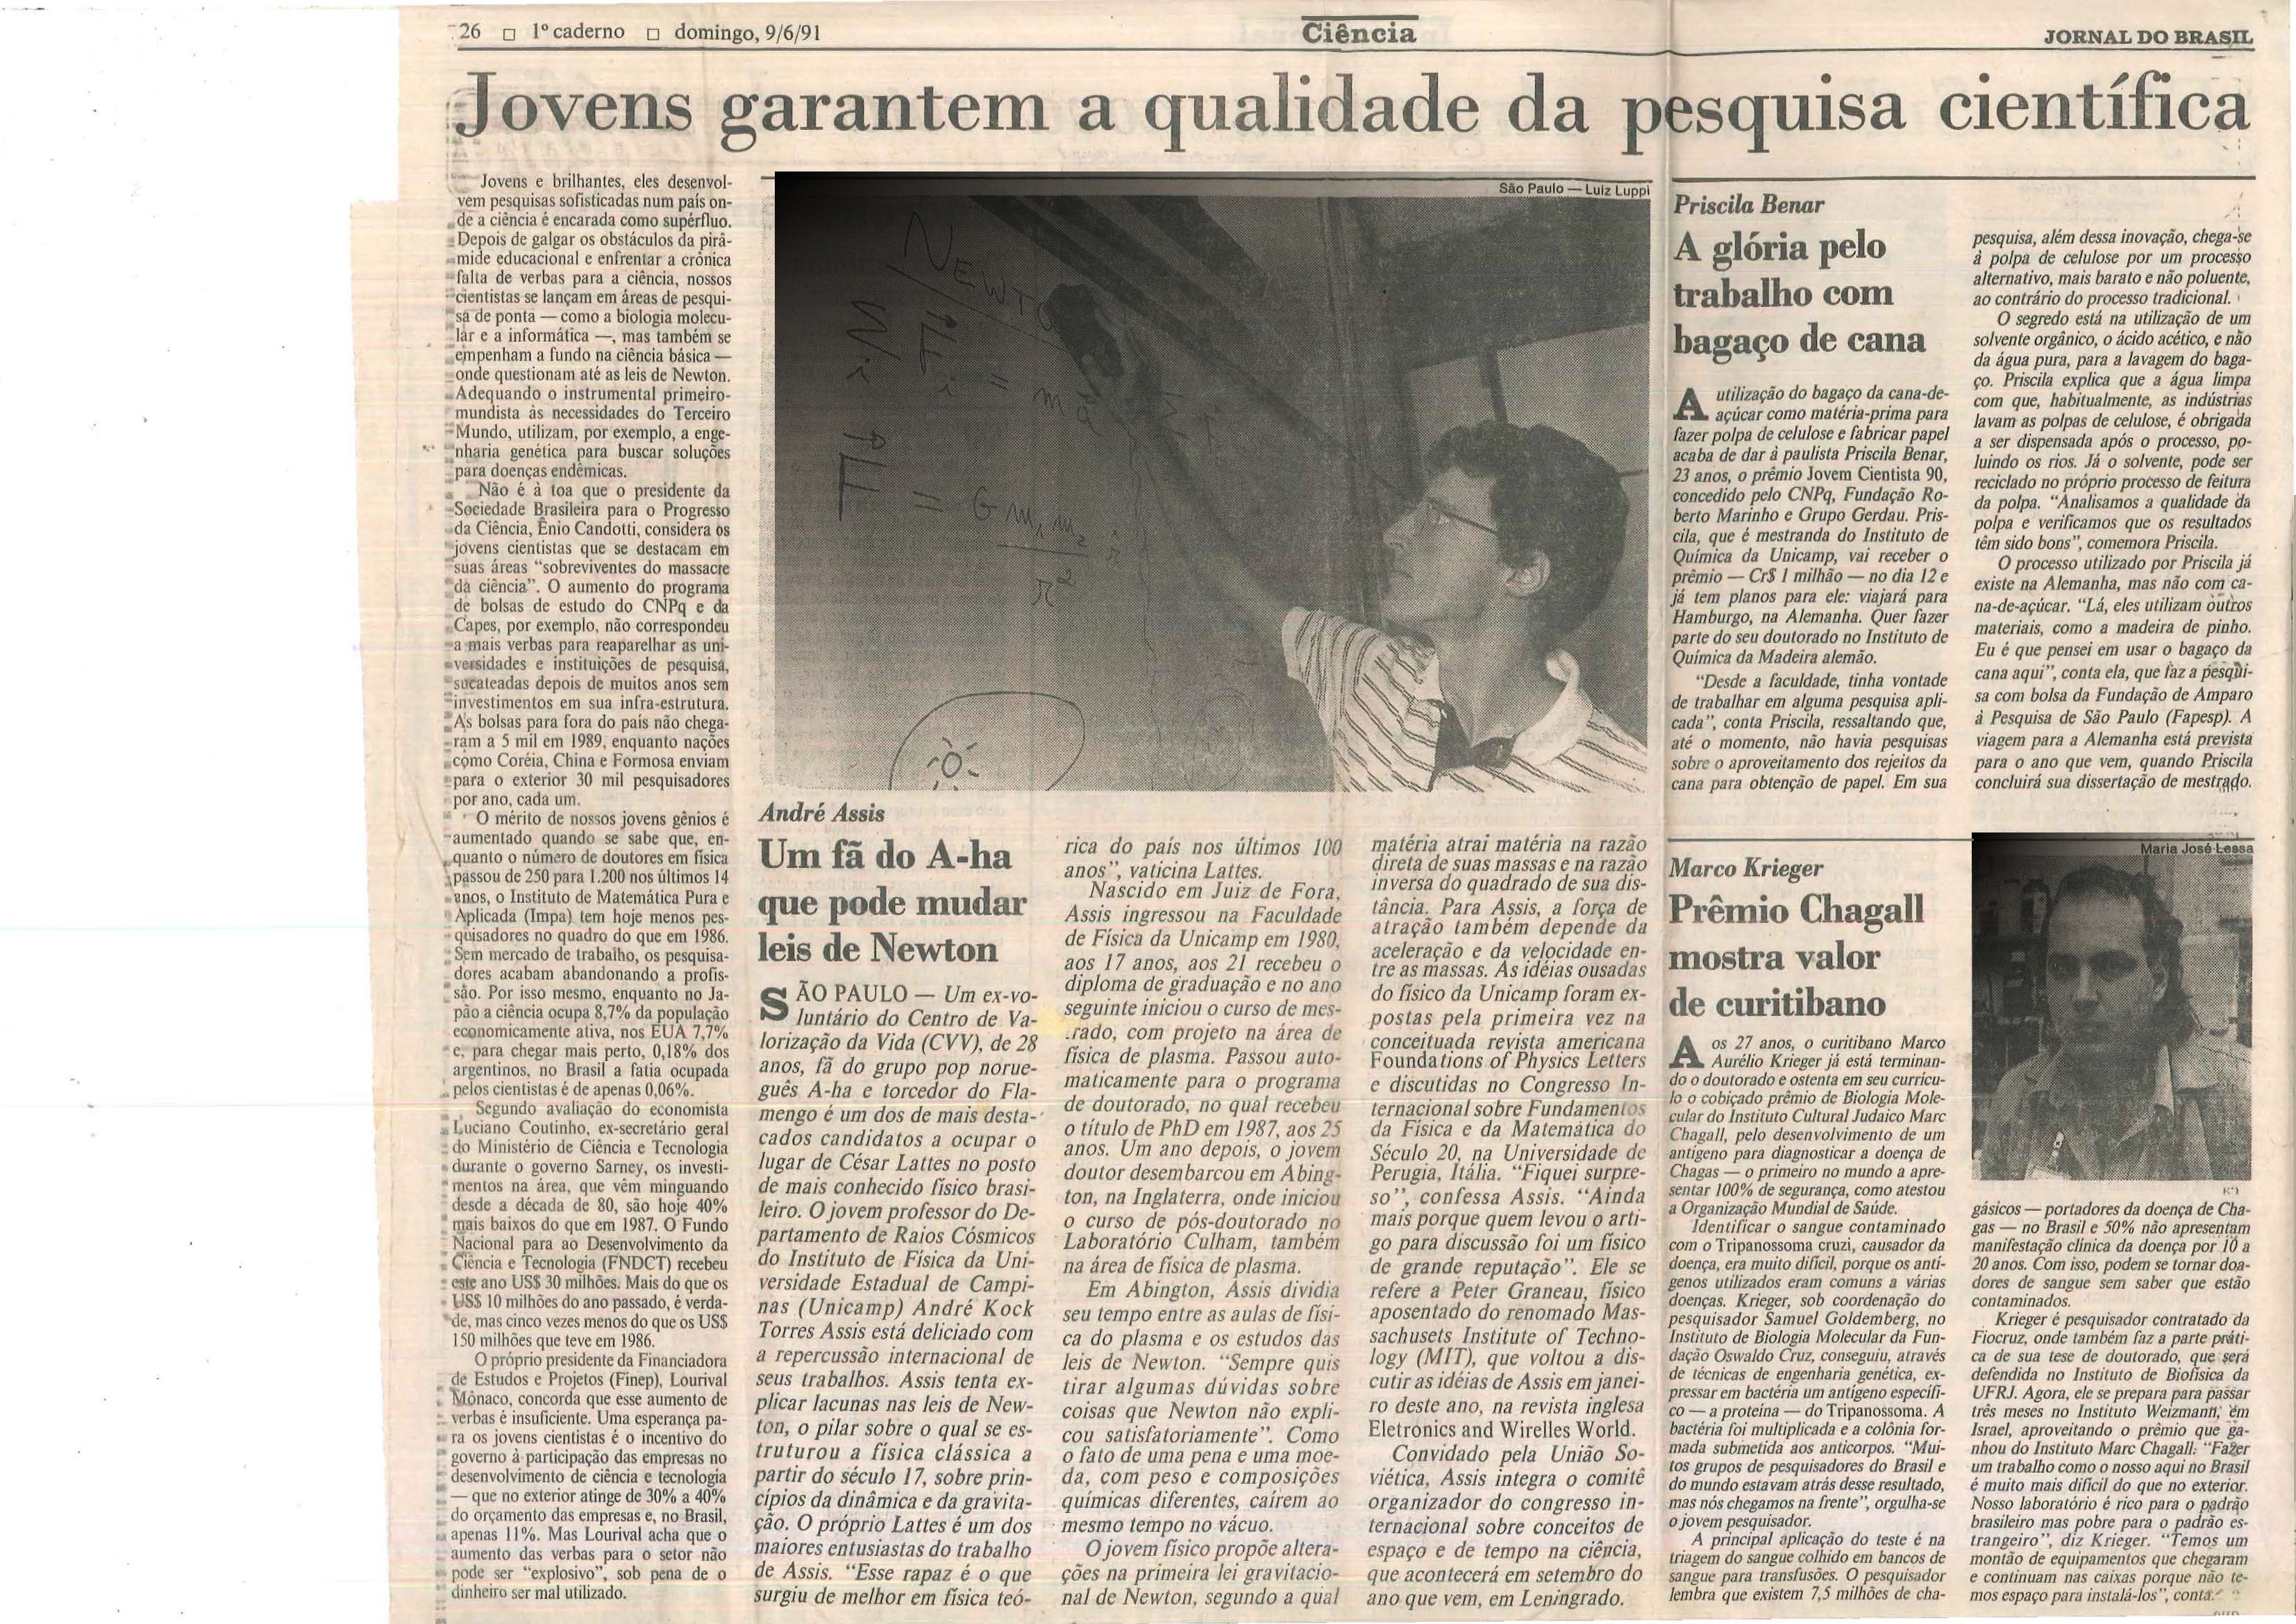 26 □ 1º caderno □ domingo, 9/6/91
Ciência
JORNAL DO BRASIL
Jovens garantem a qualidade da pesquisa científica
Jovens e brilhantes, eles desenvol-
vem pesquisas sofisticadas num país on-
de a ciência é encarada como supérfluo.
Depois de galgar os obstáculos da pirâ-
mide educacional e enfrentar a crônica
falta de verbas para a ciência, nossos
cientistas se lançam em áreas de pesqui-
sa de ponta — como a biologia molecu-
lar e a informática —, mas também se
empenham a fundo na ciência básica —
onde questionam até as leis de Newton.
Adequando o instrumental primeiro-
mundista às necessidades do Terceiro
Mundo, utilizam, por exemplo, a enge-
nharia genética para buscar soluções
para doenças endêmicas.
Não é à toa que o presidente da
Sociedade Brasileira para o Progresso
da Ciência, Ênio Candotti, considera os
jovens cientistas que se destacam em
suas áreas "sobreviventes do massacre
da ciência". O aumento do programa
de bolsas de estudo do CNPq e da
Capes, por exemplo, não correspondeu
a mais verbas para reaparelhar as uni-
versidades e instituições de pesquisa,
sucateadas depois de muitos anos sem
investimentos em sua infra-estrutura.
As bolsas para fora do país não chega-
ram a 5 mil em 1989, enquanto nações
como Coréia, China e Formosa enviam
para o exterior 30 mil pesquisadores
por ano, cada um.
O mérito de nossos jovens gênios é
aumentado quando se sabe que, en-
quanto o número de doutores em física
passou de 250 para 1.200 nos últimos 14
anos, o Instituto de Matemática Pura e
Aplicada (Impa) tem hoje menos pes-
quisadores no quadro do que em 1986.
Sem mercado de trabalho, os pesquisa-
dores acabam abandonando a profis-
são. Por isso mesmo, enquanto no Ja-
pão a ciência ocupa 8,7% da população
economicamente ativa, nos EUA 7,7%
e, para chegar mais perto, 0,18% dos
argentinos, no Brasil a fatia ocupada
pelos cientistas é de apenas 0,06%.
Segundo avaliação do economista
Luciano Coutinho, ex-secretário geral
do Ministério de Ciência e Tecnologia
durante o governo Sarney, os investi-
mentos na área, que vêm minguando
desde a década de 80, são hoje 40%
mais baixos do que em 1987. O Fundo
Nacional para ao Desenvolvimento da
Ciência e Tecnologia (FNDCT) recebeu
este ano US$ 30 milhões. Mais do que os
US$ 10 milhões do ano passado, é verda-
de, mas cinco vezes menos do que os US$
150 milhões que teve em 1986.
O próprio presidente da Financiadora
de Estudos e Projetos (Finep), Lourival
Mônaco, concorda que esse aumento de
verbas é insuficiente. Uma esperança pa-
ra os jovens cientistas é o incentivo do
governo à participação das empresas no
desenvolvimento de ciência e tecnologia
— que no exterior atinge de 30% a 40%
do orçamento das empresas e, no Brasil,
apenas 11%. Mas Lourival acha que o
aumento das verbas para o setor não
pode ser "explosivo", sob pena de o
dinheiro ser mal utilizado.
São Paulo — Luiz Luppi
NEWTO
= m a
F = G m1 m2 r
r²
André Assis
Um fã do A-ha
que pode mudar
leis de Newton
SÃO PAULO — Um ex-vo-
luntário do Centro de Va-
lorização da Vida (CVV), de 28
anos, fã do grupo pop norue-
guês A-ha e torcedor do Fla-
mengo é um dos de mais desta-
cados candidatos a ocupar o
lugar de César Lattes no posto
de mais conhecido físico brasi-
leiro. O jovem professor do De-
partamento de Raios Cósmicos
do Instituto de Física da Uni-
versidade Estadual de Campi-
nas (Unicamp) André Kock
Torres Assis está deliciado com
a repercussão internacional de
seus trabalhos. Assis tenta ex-
plicar lacunas nas leis de New-
ton, o pilar sobre o qual se es-
truturou a física clássica a
partir do século 17, sobre prin-
cípios da dinâmica e da gravita-
ção. O próprio Lattes é um dos
maiores entusiastas do trabalho
de Assis. "Esse rapaz é o que
surgiu de melhor em física teó-
rica do país nos últimos 100
anos", vaticina Lattes.
Nascido em Juiz de Fora,
Assis ingressou na Faculdade
de Física da Unicamp em 1980,
aos 17 anos, aos 21 recebeu o
diploma de graduação e no ano
seguinte iniciou o curso de mes-
rado, com projeto na área de
física de plasma. Passou auto-
maticamente para o programa
de doutorado, no qual recebeu
o título de PhD em 1987, aos 25
anos. Um ano depois, o jovem
doutor desembarcou em Abing-
ton, na Inglaterra, onde iniciou
o curso de pós-doutorado no
Laboratório Culham, também
na área de física de plasma.
Em Abington, Assis dividia
seu tempo entre as aulas de físi-
ca do plasma e os estudos das
leis de Newton. "Sempre quis
tirar algumas dúvidas sobre
coisas que Newton não expli-
cou satisfatoriamente". Como
o fato de uma pena e uma moe-
da, com peso e composições
químicas diferentes, caírem ao
mesmo tempo no vácuo.
O jovem físico propõe altera-
ções na primeira lei gravitacio-
nal de Newton, segundo a qual
matéria atrai matéria na razão
direta de suas massas e na razão
inversa do quadrado de sua dis-
tância. Para Assis, a força de
atração também depende da
aceleração e da velocidade en-
tre as massas. As idéias ousadas
do físico da Unicamp foram ex-
postas pela primeira vez na
conceituada revista americana
Foundations of Physics Letters
e discutidas no Congresso In-
ternacional sobre Fundamentos
da Física e da Matemática do
Século 20, na Universidade de
Perugia, Itália. "Fiquei surpre-
so", confessa Assis. "Ainda
mais porque quem levou o arti-
go para discussão foi um físico
de grande reputação". Ele se
refere a Peter Graneau, físico
aposentado do renomado Mas-
sachusets Institute of Techno-
logy (MIT), que voltou a dis-
cutir as idéias de Assis em janei-
ro deste ano, na revista inglesa
Eletronics and Wirelles World.
Convidado pela União So-
viética, Assis integra o comitê
organizador do congresso in-
ternacional sobre conceitos de
espaço e de tempo na ciência,
que acontecerá em setembro do
ano que vem, em Leningrado.
Priscila Benar
A glória pelo
trabalho com
bagaço de cana
A utilização do bagaço da cana-de-
açúcar como matéria-prima para
fazer polpa de celulose e fabricar papel
acaba de dar à paulista Priscila Benar,
23 anos, o prêmio Jovem Cientista 90,
concedido pelo CNPq, Fundação Ro-
berto Marinho e Grupo Gerdau. Pris-
cila, que é mestranda do Instituto de
Química da Unicamp, vai receber o
prêmio — Cr$ 1 milhão — no dia 12 e
já tem planos para ele: viajará para
Hamburgo, na Alemanha. Quer fazer
parte do seu doutorado no Instituto de
Química da Madeira alemão.
"Desde a faculdade, tinha vontade
de trabalhar em alguma pesquisa apli-
cada", conta Priscila, ressaltando que,
até o momento, não havia pesquisas
sobre o aproveitamento dos rejeitos da
cana para obtenção de papel. Em sua
pesquisa, além dessa inovação, chega-se
à polpa de celulose por um processo
alternativo, mais barato e não poluente,
ao contrário do processo tradicional.
O segredo está na utilização de um
solvente orgânico, o ácido acético, e não
da água pura, para a lavagem do baga-
ço. Priscila explica que a água limpa
com que, habitualmente, as indústrias
lavam as polpas de celulose, é obrigada
a ser dispensada após o processo, po-
luindo os rios. Já o solvente, pode ser
reciclado no próprio processo de feitura
da polpa. "Analisamos a qualidade da
polpa e verificamos que os resultados
têm sido bons", comemora Priscila.
O processo utilizado por Priscila já
existe na Alemanha, mas não com ca-
na-de-açúcar. "Lá, eles utilizam outros
materiais, como a madeira de pinho.
Eu é que pensei em usar o bagaço da
cana aqui", conta ela, que faz a pesqui-
sa com bolsa da Fundação de Amparo
à Pesquisa de São Paulo (Fapesp). A
viagem para a Alemanha está prevista
para o ano que vem, quando Priscila
concluirá sua dissertação de mestrado.
Marco Krieger
Prêmio Chagall
mostra valor
de curitibano
Maria José Lessa
Aos 27 anos, o curitibano Marco
Aurélio Krieger já está terminan-
do o doutorado e ostenta em seu currícu-
lo o cobiçado prêmio de Biologia Mole-
cular do Instituto Cultural Judaico Marc
Chagall, pelo desenvolvimento de um
antígeno para diagnosticar a doença de
Chagas — o primeiro no mundo a apre-
sentar 100% de segurança, como atestou
a Organização Mundial de Saúde.
Identificar o sangue contaminado
com o Tripanossoma cruzi, causador da
doença, era muito difícil, porque os antí-
genos utilizados eram comuns a várias
doenças. Krieger, sob coordenação do
pesquisador Samuel Goldemberg, no
Instituto de Biologia Molecular da Fun-
dação Oswaldo Cruz, conseguiu, através
de técnicas de engenharia genética, ex-
pressar em bactéria um antígeno específi-
co — a proteína — do Tripanossoma. A
bactéria foi multiplicada e a colônia for-
mada submetida aos anticorpos. "Mui-
tos grupos de pesquisadores do Brasil e
do mundo estavam atrás desse resultado,
mas nós chegamos na frente", orgulha-se
o jovem pesquisador.
A principal aplicação do teste é na
triagem do sangue colhido em bancos de
sangue para transfusões. O pesquisador
lembra que existem 7,5 milhões de cha-
gásicos — portadores da doença de Cha-
gas — no Brasil e 50% não apresentam
manifestação clínica da doença por 10 a
20 anos. Com isso, podem se tornar doa-
dores de sangue sem saber que estão
contaminados.
Krieger é pesquisador contratado da
Fiocruz, onde também faz a parte práti-
ca de sua tese de doutorado, que será
defendida no Instituto de Biofísica da
UFRJ. Agora, ele se prepara para passar
três meses no Instituto Weizmann, em
Israel, aproveitando o prêmio que ga-
nhou do Instituto Marc Chagall: "Fazer
um trabalho como o nosso aqui no Brasil
é muito mais difícil do que no exterior.
Nosso laboratório é rico para o padrão
brasileiro mas pobre para o padrão es-
trangeiro", diz Krieger. "Temos um
montão de equipamentos que chegaram
e continuam nas caixas porque não te-
mos espaço para instalá-los", conta.